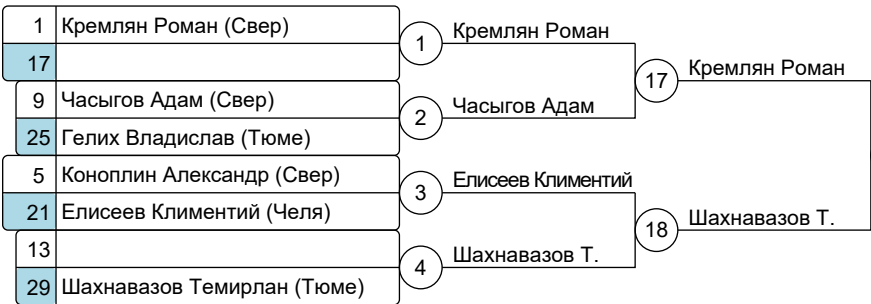 1 Кремлян Роман (Свер)
17
1
Кремлян Роман
9 Часыгов Адам (Свер)
25 Гелих Владислав (Тюме)
2
Часыгов Адам
17
Кремлян Роман
5 Коноплин Александр (Свер)
21 Елисеев Климентий (Челя)
3
Елисеев Климентий
13
29 Шахнавазов Темирлан (Тюме)
4
Шахнавазов Т.
18
Шахнавазов Т.